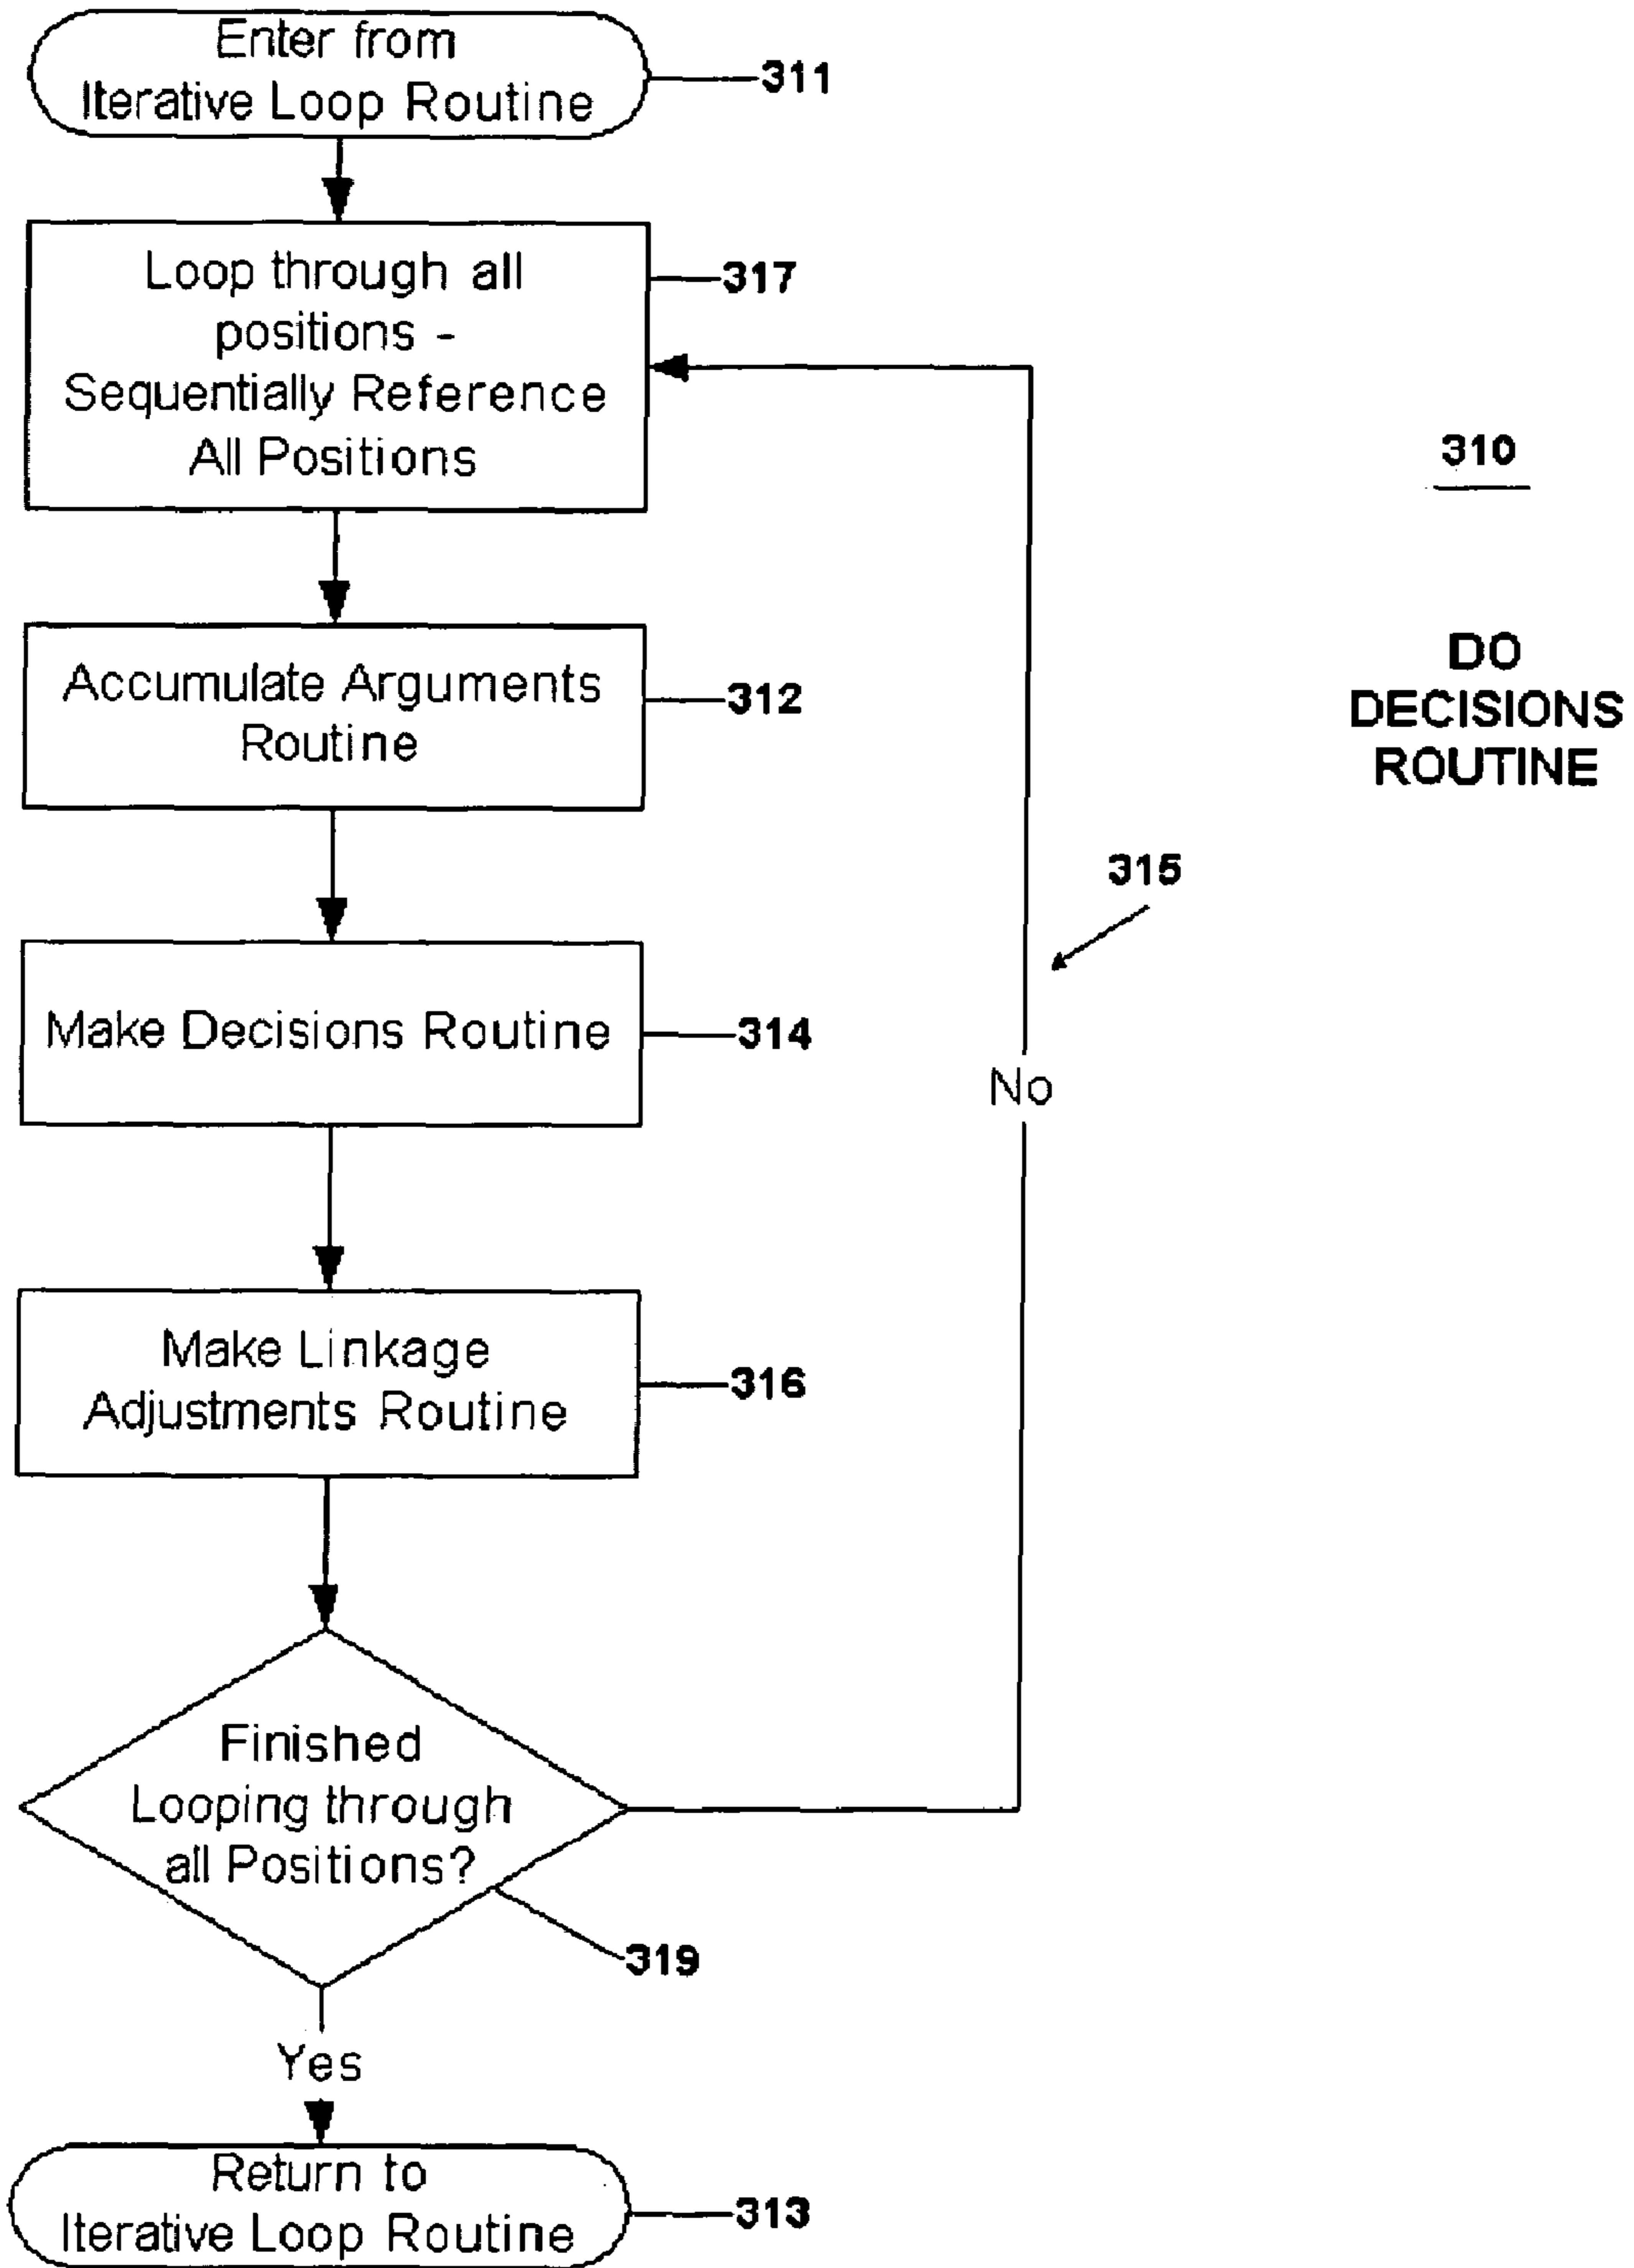 Enter from
Iterative Loop Routine
311
Loop through all
positions -
Sequentially Reference
All Positions
317
310
DO
DECISIONS
ROUTINE
Accumulate Arguments
Routine
312
315
Make Decisions Routine
314
No
Make Linkage
Adjustments Routine
316
Finished
Looping through
all Positions?
319
Yes
Return to
Iterative Loop Routine
313